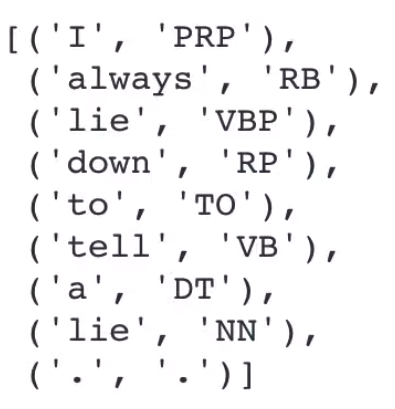 [('I', 'PRP'),
('always', 'RB'),
('lie', 'VBP'),
('down', 'RP'),
('to', 'TO'),
('tell', 'VB'),
('a', 'DT'),
('lie', 'NN'),
('.', '.')]